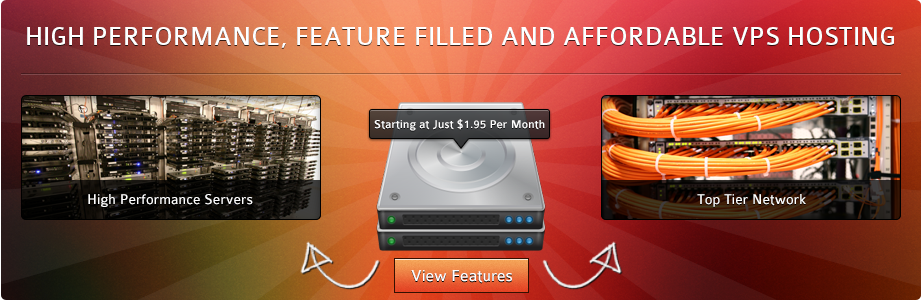 HIGH PERFORMANCE, FEATURE FILLED AND AFFORDABLE VPS HOSTING
Starting at Just $1.95 Per Month
High Performance Servers
Top Tier Network
View Features